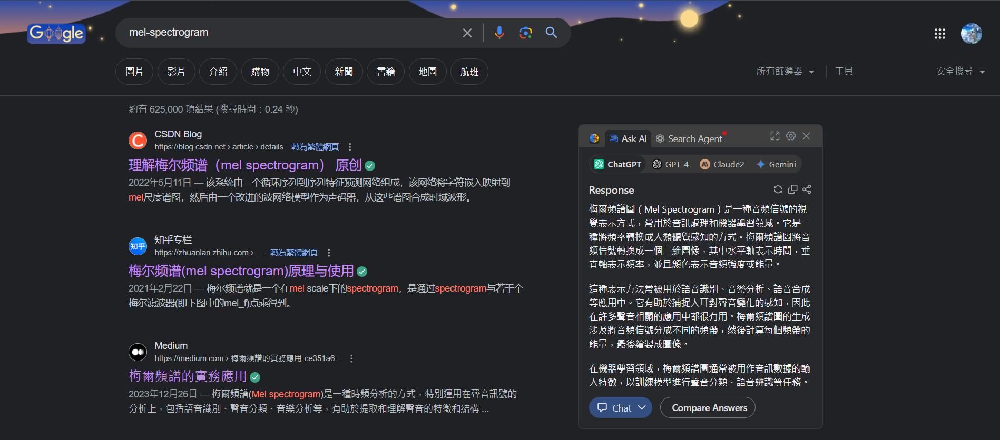 Google
mel-spectrogram
圖片 影片 介紹 購物 中文 新聞 書籍 地圖 航班
所有篩選器 工具 安全搜尋
約有 625,000 項結果 (搜尋時間：0.24 秒)
CSDN Blog
https://blog.csdn.net › article › details · 轉為繁體網頁
理解梅尔频谱（mel spectrogram） 原创
2022年5月11日 — 该系统由一个循环序列到序列特征预测网络组成，该网络将字符嵌入映射到
mel尺度谱图，然后由一个改进的波网络模型作为声码器，从这些谱图合成时域波形。
知乎
知乎专栏
https://zhuanlan.zhihu.com › ... · 轉為繁體網頁
梅尔频谱(mel spectrogram)原理与使用
2021年2月22日 — 梅尔频谱就是一个在mel scale下的spectrogram，是通过spectrogram与若干个
梅尔滤波器(即下图中的mel_f)点乘得到。
Medium
https://medium.com › 梅爾頻譜的實務應用-ce351a6...
梅爾頻譜的實務應用
2023年12月26日 — 梅爾頻譜(Mel spectrogram)是一種時頻分析的方式，特別運用在聲音訊號的
分析上，包括語音識別、聲音分類、音樂分析等，有助於提取和理解聲音的特徵和結構 ...
Ask AI Search Agent
ChatGPT GPT-4 Claude2 Gemini
Response
梅爾頻譜圖（Mel Spectrogram）是一種音頻信號的視
覺表示方式，常用於音訊處理和機器學習領域。它是一
種將頻率轉換成人類聽覺感知的方式。梅爾頻譜圖將音
頻信號轉換成一個二維圖像，其中水平軸表示時間，垂
直軸表示頻率，並且顏色表示音頻強度或能量。
這種表示方法常被用於語音識別、音樂分析、語音合成
等應用中。它有助於捕捉人耳對聲音變化的感知，因此
在許多聲音相關的應用中都很有用。梅爾頻譜圖的生成
涉及將音頻信號分成不同的頻帶，然後計算每個頻帶的
能量，最後繪製成圖像。
在機器學習領域，梅爾頻譜圖通常被用作音訊數據的輸
入特徵，以訓練模型進行聲音分類、語音辨識等任務。
Chat Compare Answers